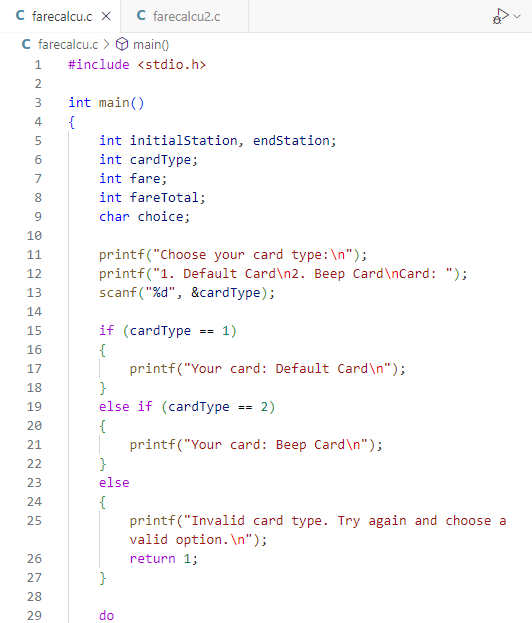 C farecalcu.c × C farecalcu2.c
C farecalcu.c > main()
1 #include <stdio.h>
2
3 int main()
4 {
5 int initialStation, endStation;
6 int cardType;
7 int fare;
8 int fareTotal;
9 char choice;
10
11 printf("Choose your card type:\n");
12 printf("1. Default Card\n2. Beep Card\nCard: ");
13 scanf("%d", &cardType);
14
15 if (cardType == 1)
16 {
17 printf("Your card: Default Card\n");
18 }
19 else if (cardType == 2)
20 {
21 printf("Your card: Beep Card\n");
22 }
23 else
24 {
25 printf("Invalid card type. Try again and choose a
valid option.\n");
26 return 1;
27 }
28
29 do